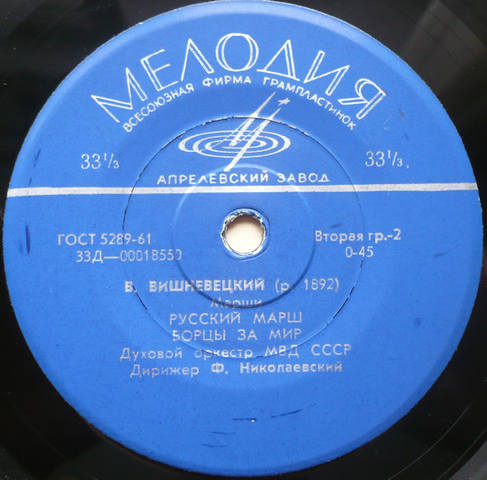 МЕЛОДИЯ
ВСЕСОЮЗНАЯ ФИРМА ГРАМПЛАСТИНОК
33⅓ 33⅓
АПРЕЛЕВСКИЙ ЗАВОД
ГОСТ 5289-61 Вторая гр.-2
33Д—00018550 0-45
В. ВИШНЕВЕЦКИЙ (р. 1892)
Марши
РУССКИЙ МАРШ
БОРЦЫ ЗА МИР
Духовой оркестр МВД СССР
Дирижер Ф. Николаевский